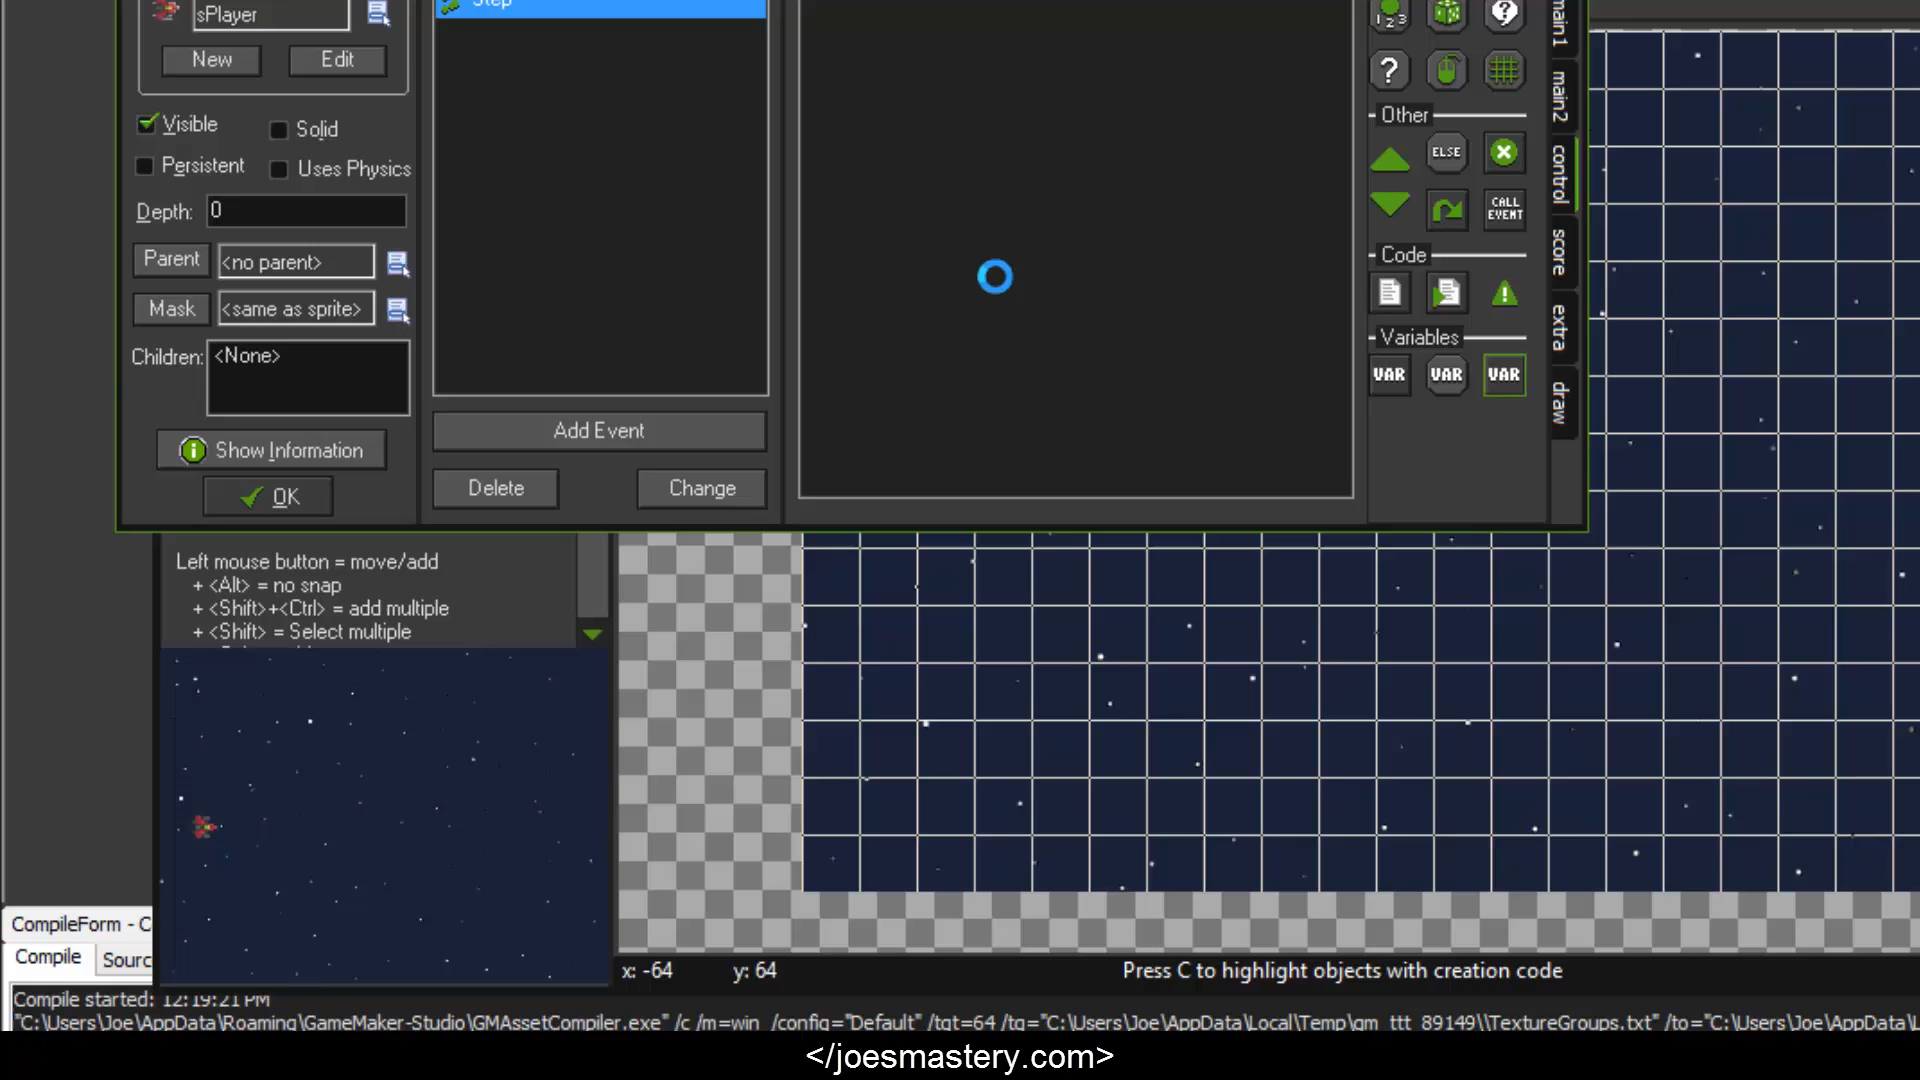 sPlayer
New Edit
Visible Solid
Persistent Uses Physics
Depth: 0
Parent <no parent>
Mask <same as sprite>
Children: <None>
Show Information
OK
Step
Add Event
Delete Change
1 2 3
?
?
Other
ELSE
CALL
EVENT
Code
Variables
VAR VAR VAR
main1
main2
control
score
extra
draw
Left mouse button = move/add
+ <Alt> = no snap
+ <Shift>+<Ctrl> = add multiple
+ <Shift> = Select multiple
x: -64 y: 64 Press C to highlight objects with creation code
CompileForm - C
Compile Sourc
Compile started: 12:19:21 PM
"C:\Users\Joe\AppData\Roaming\GameMaker-Studio\GMAssetCompiler.exe" /c /m=win /config="Default" /tgt=64 /tg="C:\Users\Joe\AppData\Local\Temp\gm_ttt_89149\\TextureGroups.txt" /to="C:\Users\Joe\AppData\L
</joesmastery.com>